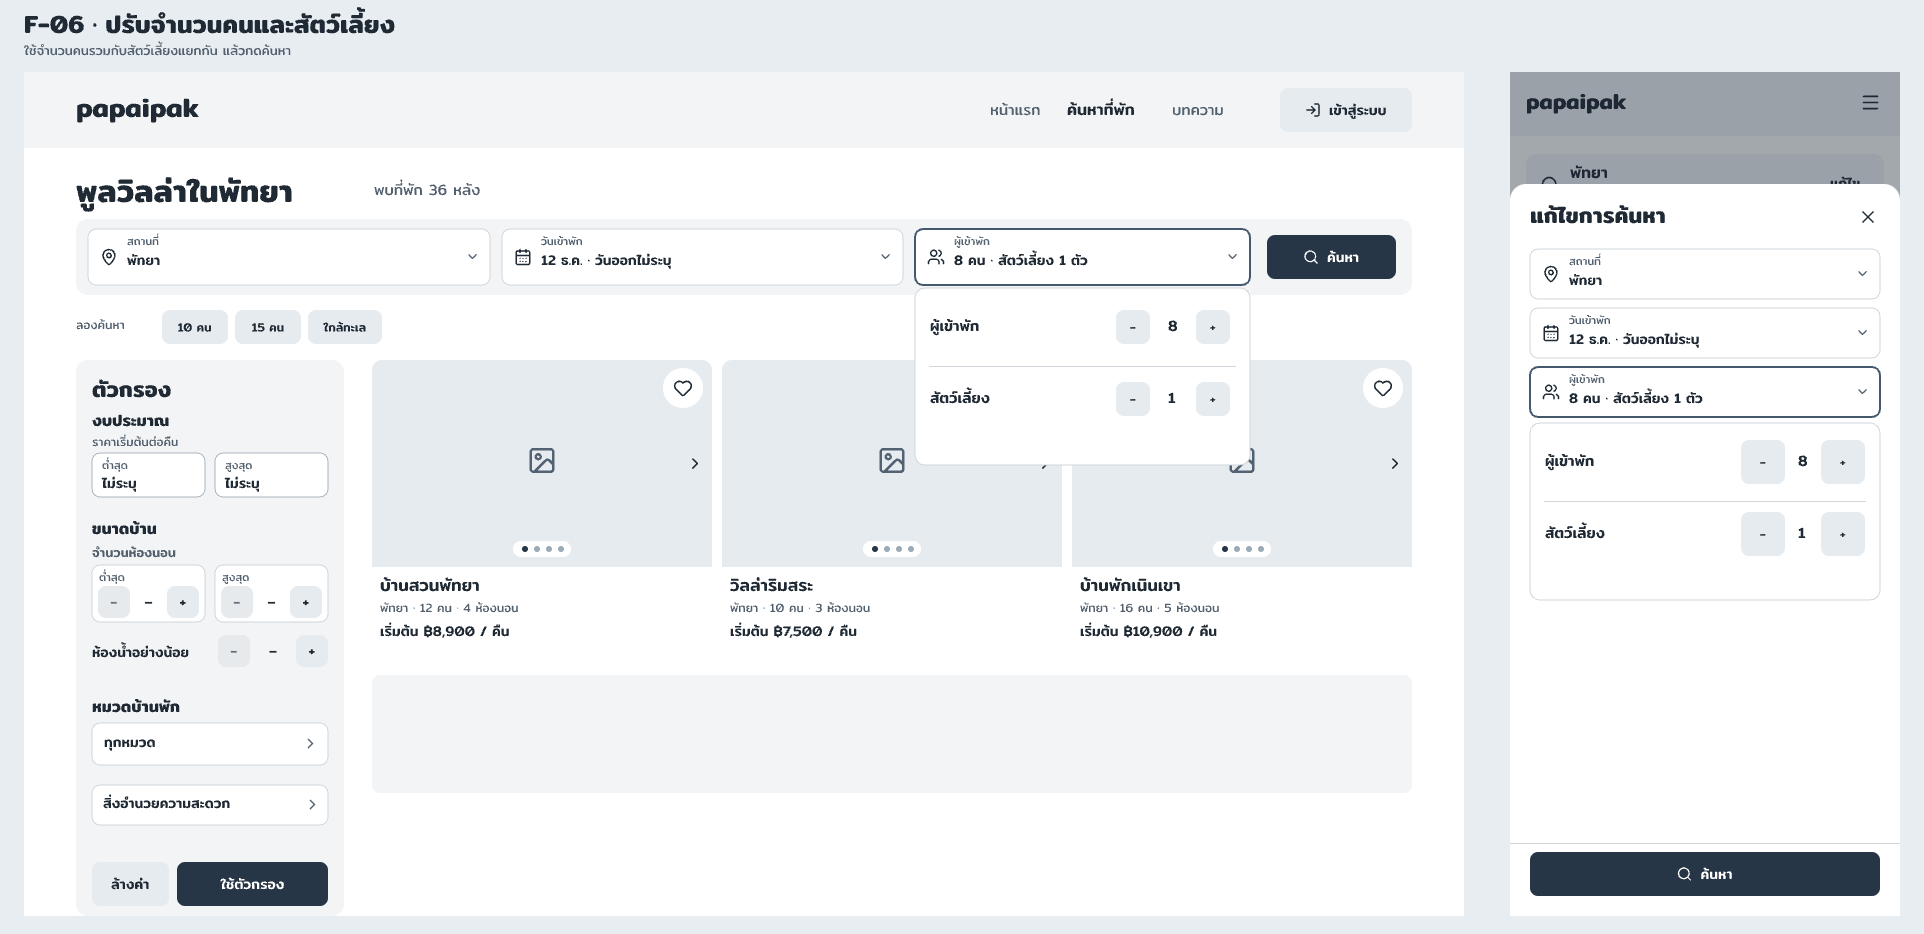 F-06 · ปรับจำนวนคนและสัตว์เลี้ยง
ใช้จำนวนคนรวมกับสัตว์เลี้ยงแยกกัน แล้วกดค้นหา
papaipak
หน้าแรก
ค้นหาที่พัก
บทความ
เข้าสู่ระบบ
พูลวิลล่าในพัทยา
พบที่พัก 36 หลัง
สถานที่
พัทยา
วันเข้าพัก
12 ธ.ค. · วันออกไม่ระบุ
ผู้เข้าพัก
8 คน · สัตว์เลี้ยง 1 ตัว
ค้นหา
ผู้เข้าพัก
- 8 +
สัตว์เลี้ยง
- 1 +
ลองค้นหา
10 คน
15 คน
ใกล้ทะเล
ตัวกรอง
งบประมาณ
ราคาเริ่มต้นต่อคืน
ต่ำสุด
ไม่ระบุ
สูงสุด
ไม่ระบุ
ขนาดบ้าน
จำนวนห้องนอน
ต่ำสุด
- – +
สูงสุด
- – +
ห้องน้ำอย่างน้อย
- – +
หมวดบ้านพัก
ทุกหมวด
สิ่งอำนวยความสะดวก
ล้างค่า
ใช้ตัวกรอง
บ้านสวนพัทยา
พัทยา · 12 คน · 4 ห้องนอน
เริ่มต้น ฿8,900 / คืน
วิลล่าริมสระ
พัทยา · 10 คน · 3 ห้องนอน
เริ่มต้น ฿7,500 / คืน
บ้านพักเนินเขา
พัทยา · 16 คน · 5 ห้องนอน
เริ่มต้น ฿10,900 / คืน
papaipak
พัทยา
แก้ไข
แก้ไขการค้นหา
สถานที่
พัทยา
วันเข้าพัก
12 ธ.ค. · วันออกไม่ระบุ
ผู้เข้าพัก
8 คน · สัตว์เลี้ยง 1 ตัว
ผู้เข้าพัก
- 8 +
สัตว์เลี้ยง
- 1 +
ค้นหา